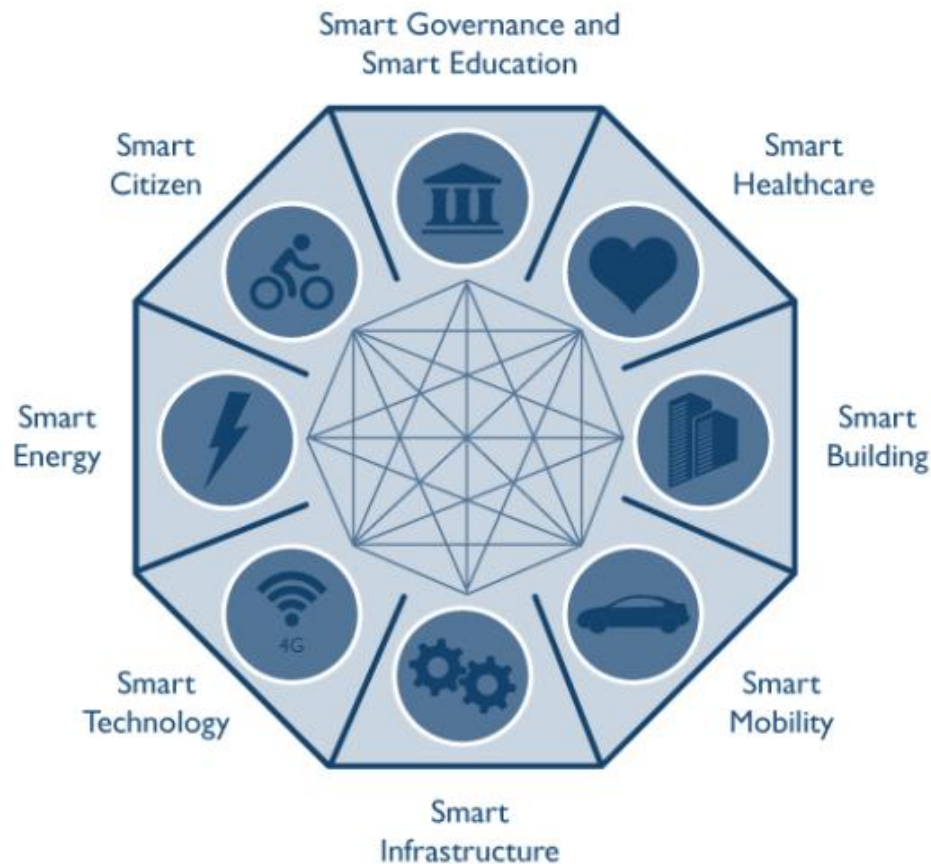 Smart Governance and
Smart Education
Smart
Citizen
Smart
Healthcare
Smart
Energy
Smart
Building
4G
Smart
Technology
Smart
Mobility
Smart
Infrastructure